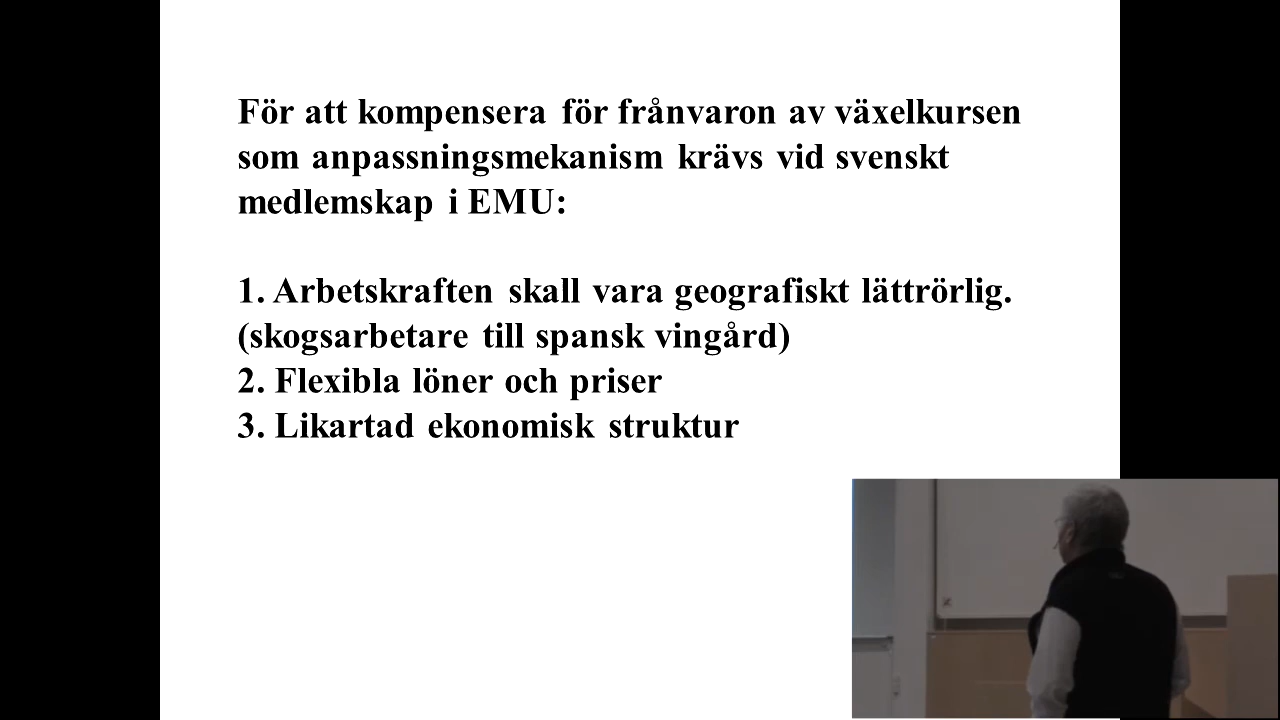 För att kompensera för frånvaron av växelkursen
som anpassningsmekanism krävs vid svenskt
medlemskap i EMU:
1. Arbetskraften skall vara geografiskt lättrörlig.
(skogsarbetare till spansk vingård)
2. Flexibla löner och priser
3. Likartad ekonomisk struktur